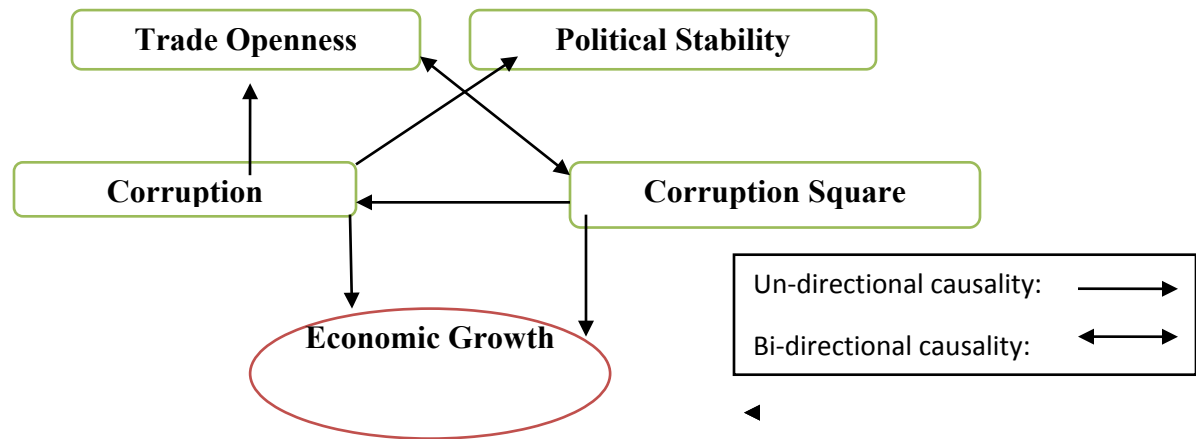 Trade Openness
Political Stability
Corruption
Corruption Square
Economic Growth
Un-directional causality:
Bi-directional causality: